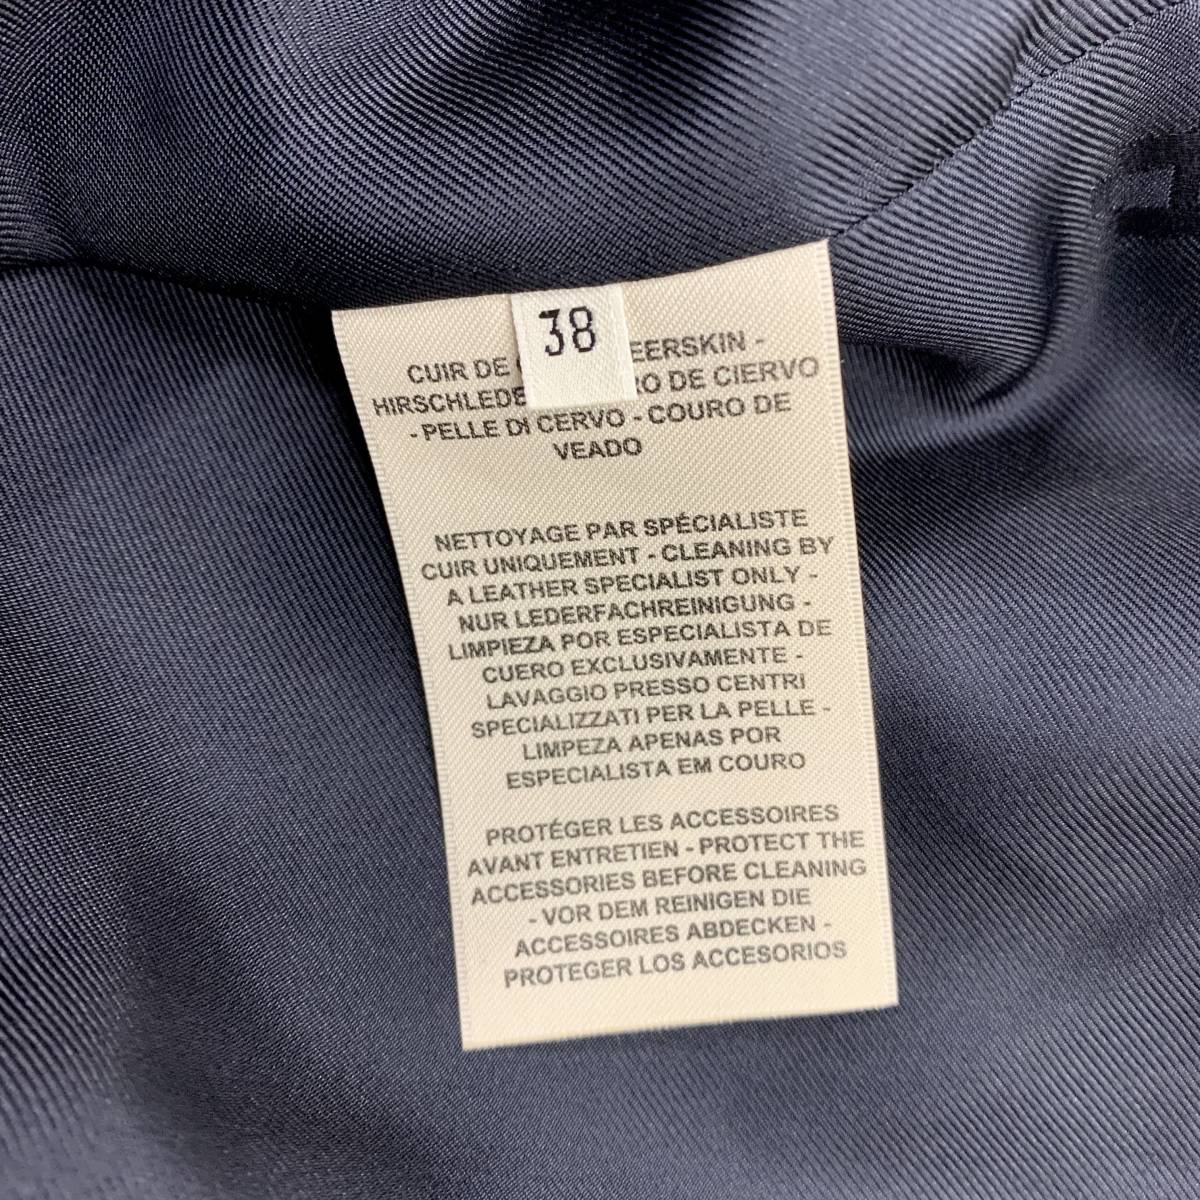 38
CUIR DE EERSKIN -
HIRSCHLEDE RO DE CIERVO
- PELLE DI CERVO - COURO DE
VEADO
NETTOYAGE PAR SPÉCIALISTE
CUIR UNIQUEMENT - CLEANING BY
A LEATHER SPECIALIST ONLY -
NUR LEDERFACHREINIGUNG -
LIMPIEZA POR ESPECIALISTA DE
CUERO EXCLUSIVAMENTE -
LAVAGGIO PRESSO CENTRI
SPECIALIZZATI PER LA PELLE -
LIMPEZA APENAS POR
ESPECIALISTA EM COURO
PROTÉGER LES ACCESSOIRES
AVANT ENTRETIEN - PROTECT THE
ACCESSORIES BEFORE CLEANING
- VOR DEM REINIGEN DIE
ACCESSOIRES ABDECKEN -
PROTEGER LOS ACCESORIOS